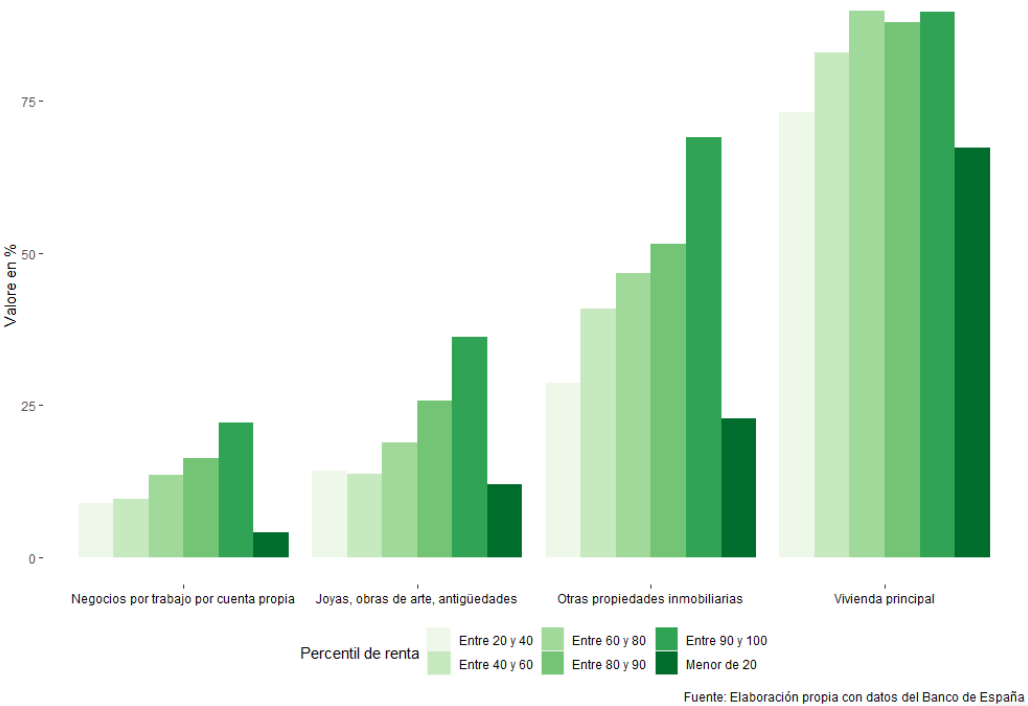 75
50
25
0
Valore en %
Negocios por trabajo por cuenta propia
Joyas, obras de arte, antigüedades
Otras propiedades inmobiliarias
Vivienda principal
Percentil de renta
Entre 20 y 40
Entre 60 y 80
Entre 90 y 100
Entre 40 y 60
Entre 80 y 90
Menor de 20
Fuente: Elaboración propia con datos del Banco de España